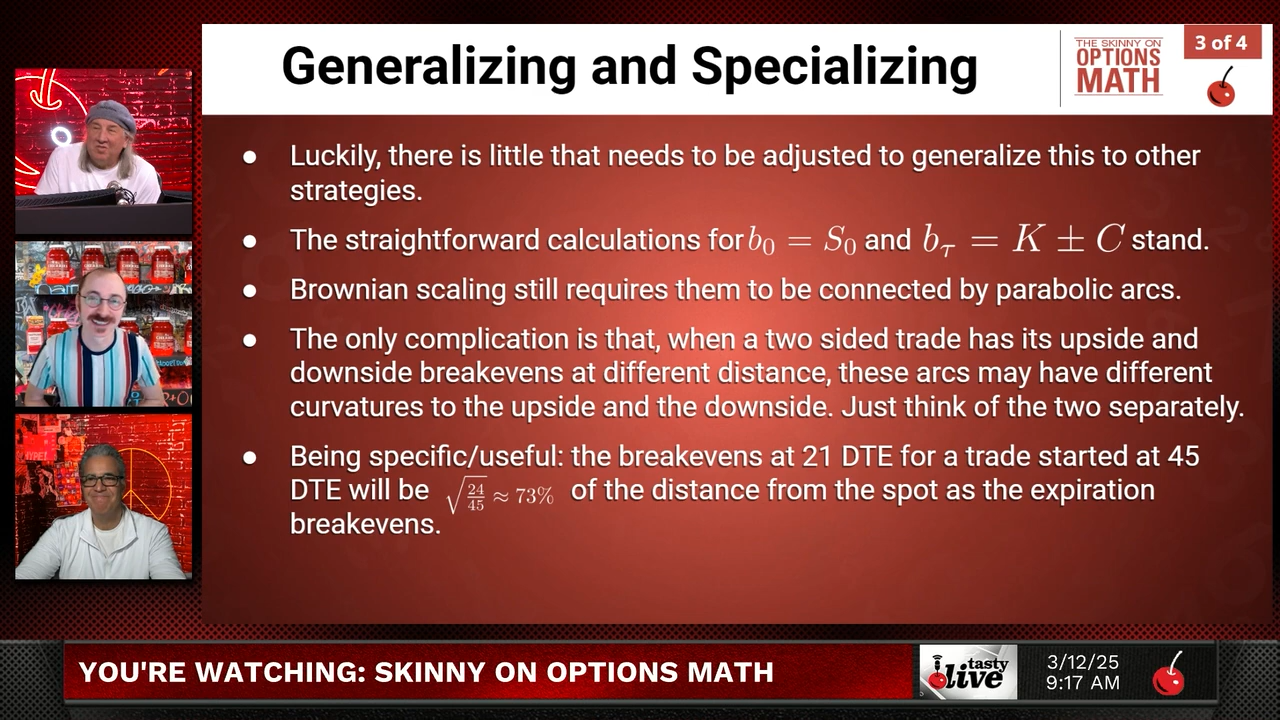 Generalizing and Specializing
THE SKINNY ON
OPTIONS
MATH
3 of 4
● Luckily, there is little that needs to be adjusted to generalize this to other
strategies.
● The straightforward calculations for b₀ = S₀ and b_τ = K ± C stand.
● Brownian scaling still requires them to be connected by parabolic arcs.
● The only complication is that, when a two sided trade has its upside and
downside breakevens at different distance, these arcs may have different
curvatures to the upside and the downside. Just think of the two separately.
● Being specific/useful: the breakevens at 21 DTE for a trade started at 45
DTE will be √(24/45) ≈ 73% of the distance from the spot as the expiration
breakevens.
YOU'RE WATCHING: SKINNY ON OPTIONS MATH
tasty
live
3/12/25
9:17 AM